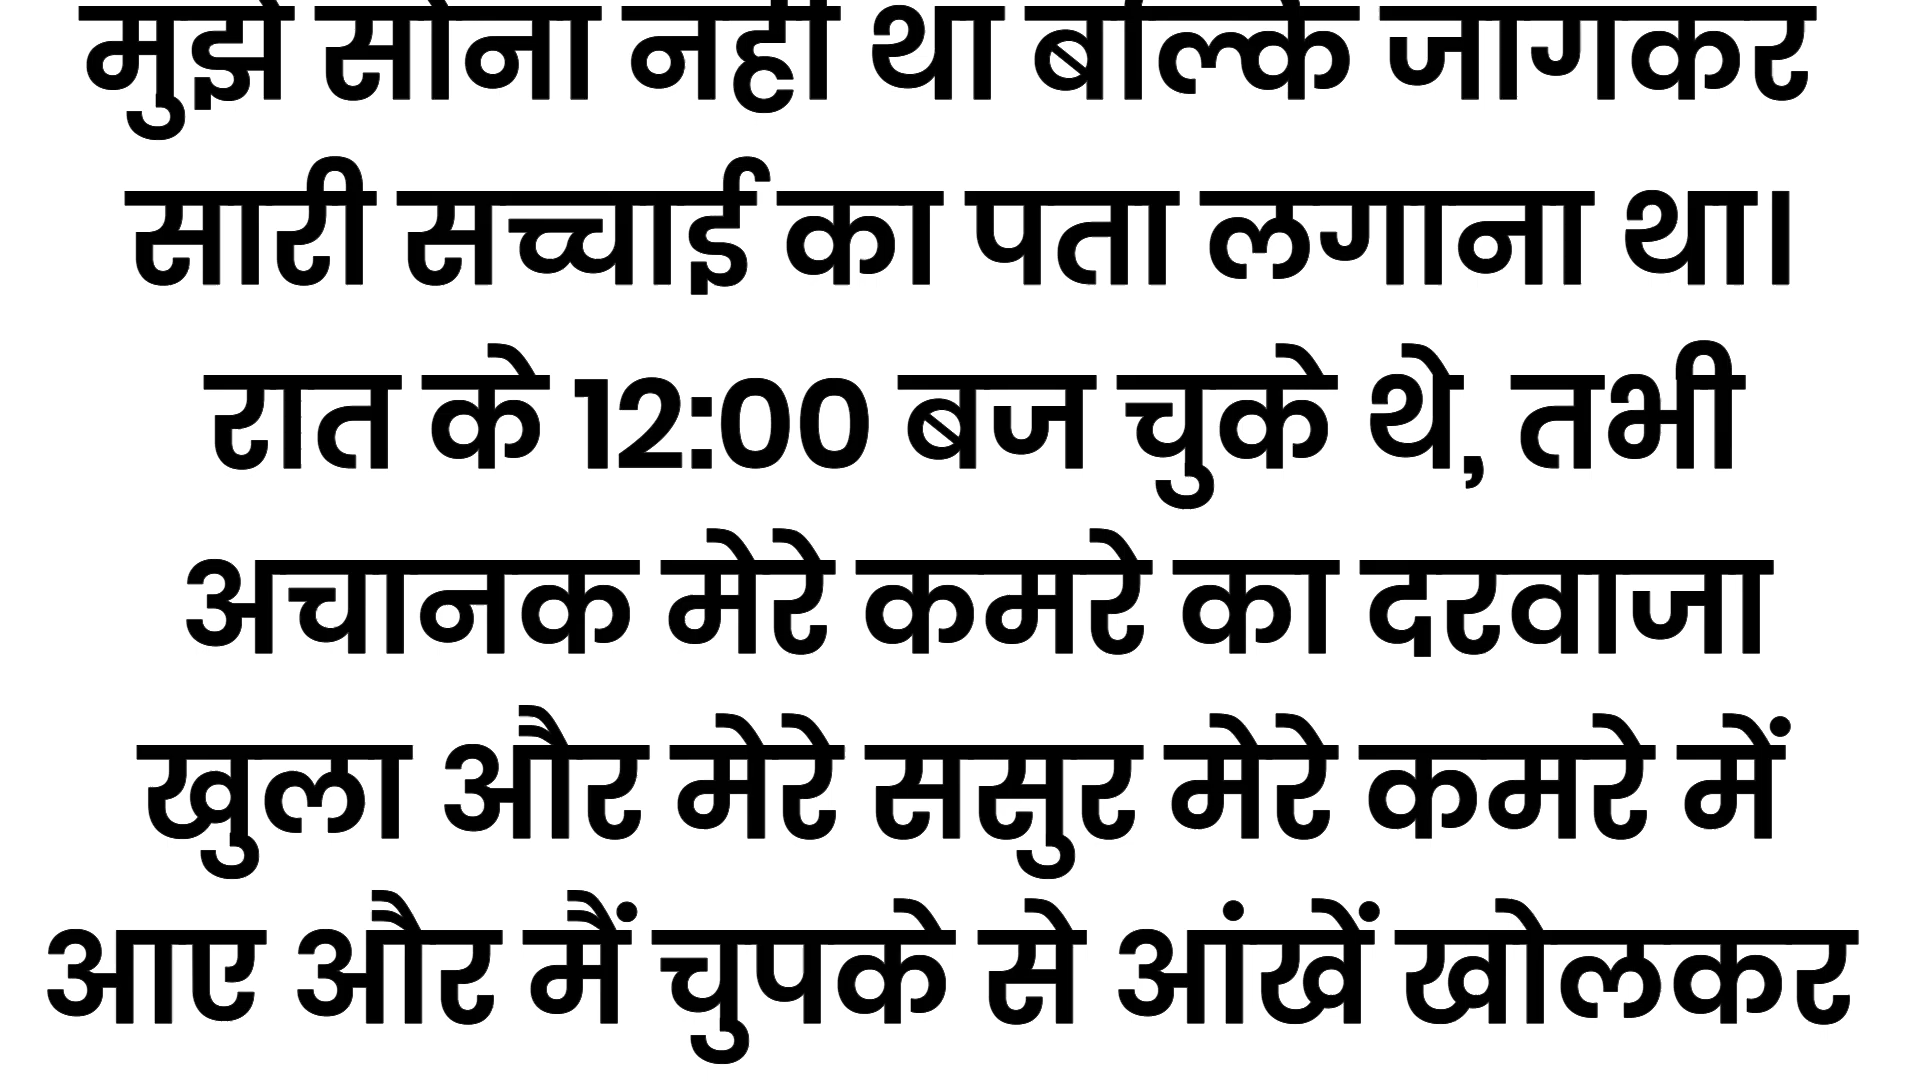 मुझे सोना नहीं था बल्कि जागकर
सारी सच्चाई का पता लगाना था।
रात के 12:00 बज चुके थे, तभी
अचानक मेरे कमरे का दरवाजा
खुला और मेरे ससुर मेरे कमरे में
आए और मैं चुपके से आंखें खोलकर